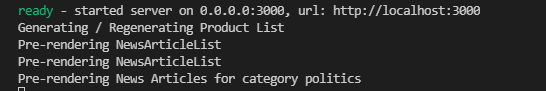 ready - started server on 0.0.0.0:3000, url: http://localhost:3000
Generating / Regenerating Product List
Pre-rendering NewsArticleList
Pre-rendering NewsArticleList
Pre-rendering News Articles for category politics